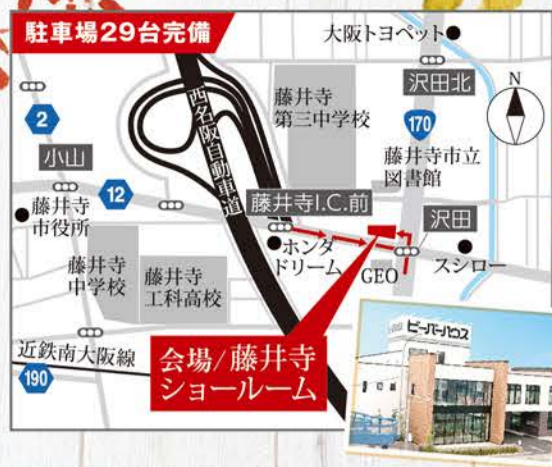 駐車場29台完備
大阪トヨペット
沢田北
N
藤井寺
第三中学校
170
2
西名阪自動車道
小山
藤井寺市立
図書館
12
藤井寺I.C.前
沢田
藤井寺
市役所
ホンダ
ドリーム
スシロー
GEO
藤井寺
中学校
藤井寺
工科高校
近鉄南大阪線
190
会場/藤井寺
ショールーム
ビーバーハウス